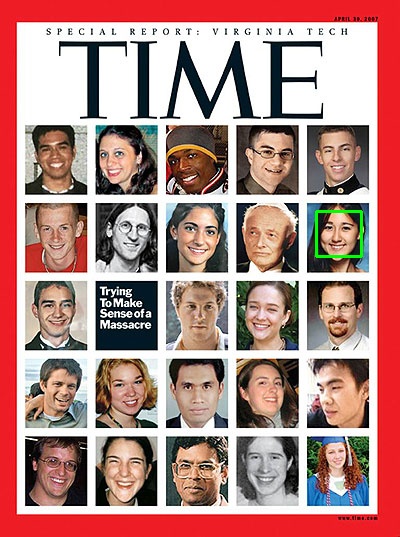 APRIL 30, 2007
SPECIAL REPORT: VIRGINIA TECH
TIME
Trying
To Make
Sense of a
Massacre
www.time.com